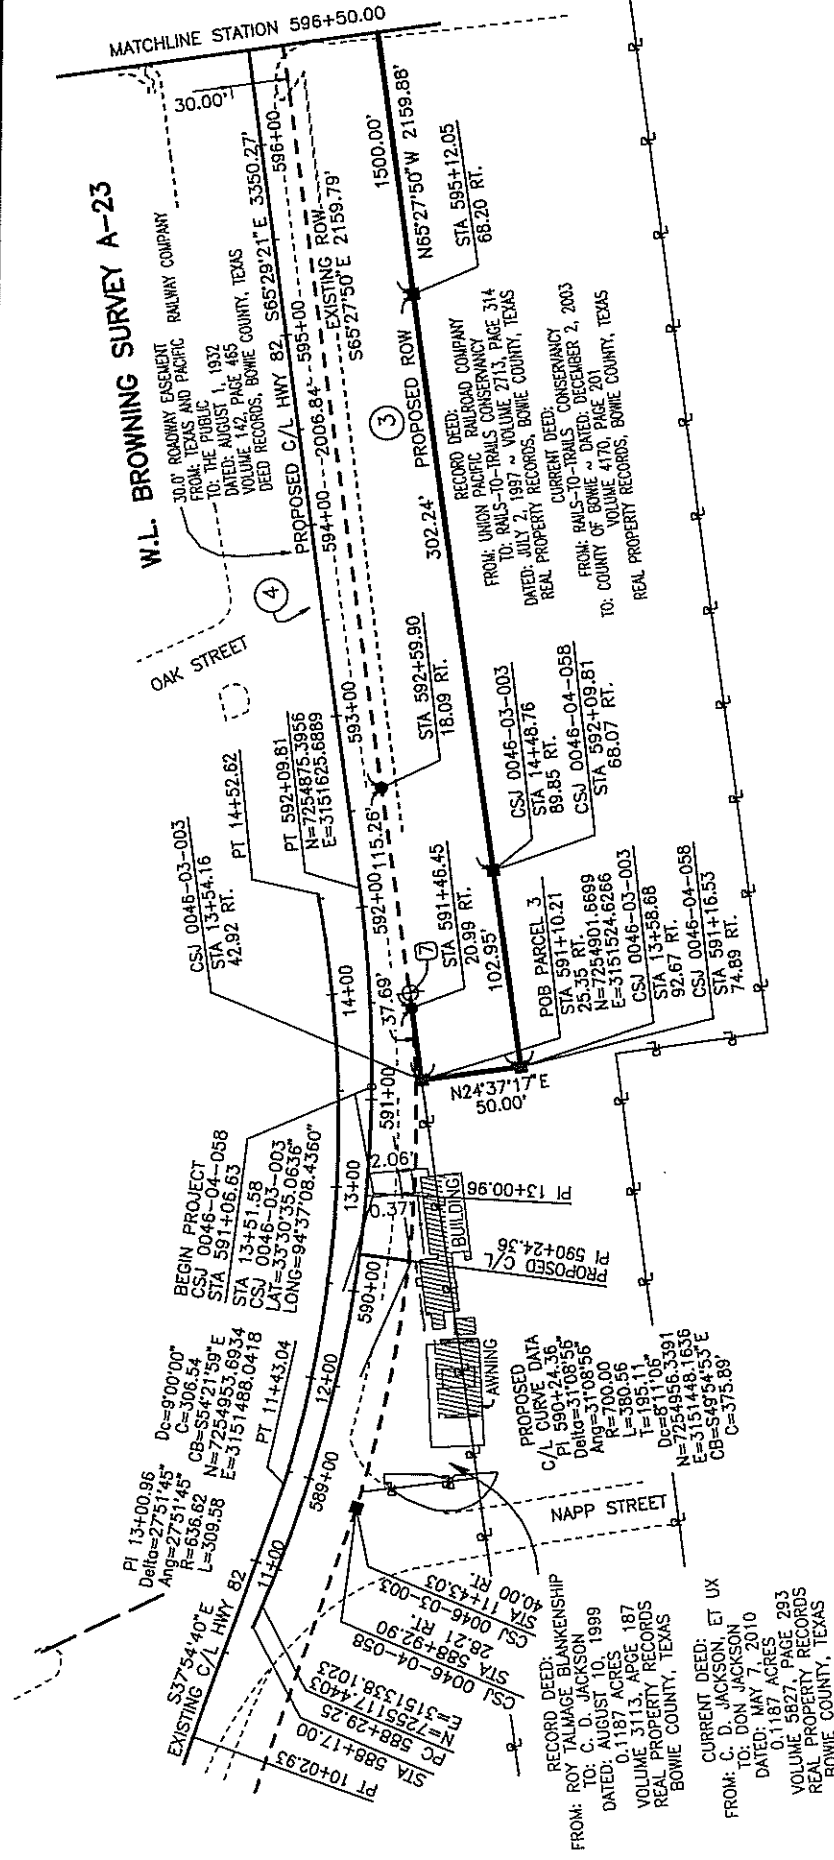 MATCHLINE STATION 596+50.00
30.00'
W.L. BROWNING SURVEY A-23
30.0' ROADWAY EASEMENT
FROM: TEXAS AND PACIFIC RAILWAY COMPANY
TO: THE PUBLIC
DATED: AUGUST 1, 1932
VOLUME 142, PAGE 465
DEED RECORDS, BOWIE COUNTY, TEXAS
PROPOSED C/L HWY 82 S65°29'21"E 3350.27'
596+00
595+00
2006.84'
594+00
EXISTING ROW
S65°27'50"E 2159.79'
1500.00'
N65°27'50"W 2159.88'
STA 595+12.05
68.20 RT.
3
PROPOSED ROW
302.24'
RECORD DEED:
FROM: UNION PACIFIC RAILROAD COMPANY
TO: RAILS-TO-TRAILS CONSERVANCY
DATED: JULY 2, 1997 ~ VOLUME 2713, PAGE 314
REAL PROPERTY RECORDS, BOWIE COUNTY, TEXAS
CURRENT DEED:
FROM: RAILS-TO-TRAILS CONSERVANCY
TO: COUNTY OF BOWIE ~ DATED: DECEMBER 2, 2003
VOLUME 4170, PAGE 201
REAL PROPERTY RECORDS, BOWIE COUNTY, TEXAS
4
OAK STREET
593+00
STA 592+59.90
18.09 RT.
CSJ 0046-03-003
STA 14+48.76
89.85 RT.
CSJ 0046-04-058
STA 592+09.81
68.07 RT.
PT 592+09.81
N=7254875.3956
E=3151625.6889
PT 14+52.62
CSJ 0046-03-003
STA 13+54.16
42.92 RT.
115.26'
592+00
14+00
37.69'
7
STA 591+46.45
20.99 RT.
102.95'
POB PARCEL 3
STA 591+10.21
25.35 RT.
N=7254901.6699
E=3151524.6266
CSJ 0046-03-003
STA 13+58.68
92.67 RT.
CSJ 0046-04-058
STA 591+16.53
74.89 RT.
591+00
N24°37'17"E
50.00'
BEGIN PROJECT
CSJ 0046-04-058
STA 591+06.63
STA 13+51.58
CSJ 0046-03-003
LAT=33°30'35.0636"
LONG=94°37'08.4360"
13+00
2.06'
0.37'
BUILDING
PI 13+00.96
PROPOSED C/L
PI 590+24.36
590+00
PI 13+00.96
Delta=27°51'45"
Ang=27°51'45"
R=636.62
L=309.58
Dc=9°00'00"
C=306.54
CB=S54°21'59"E
N=7254953.6934
E=3151488.0418
PT 11+43.04
12+00
589+00
11+00
AWNING
PROPOSED
C/L CURVE DATA
PI 590+24.36
Delta=31°08'56"
Ang=31°08'56"
R=700.00
L=380.56
T=195.11
Dc=8°11'06"
N=7254956.3391
E=3151448.1636
CB=S49°54'53"E
C=375.89'
NAPP STREET
S37°54'40"E
EXISTING C/L HWY 82
40.00 RT.
STA 11+43.03
CSJ 0046-03-003
28.21 RT.
STA 588+92.90
CSJ 0046-04-058
E=3151338.1023
N=7255117.4403
PC 588+29.25
STA 588+17.00
PT 10+02.93
RECORD DEED:
FROM: ROY TALMAGE BLANKENSHIP
TO: C. D. JACKSON
DATED: AUGUST 10, 1999
0.1187 ACRES
VOLUME 3113, APGE 187
REAL PROPERTY RECORDS
BOWIE COUNTY, TEXAS
CURRENT DEED:
FROM: C. D. JACKSON, ET UX
TO: DON JACKSON
DATED: MAY 7, 2010
0.1187 ACRES
VOLUME 5827, PAGE 293
REAL PROPERTY RECORDS
BOWIE COUNTY, TEXAS